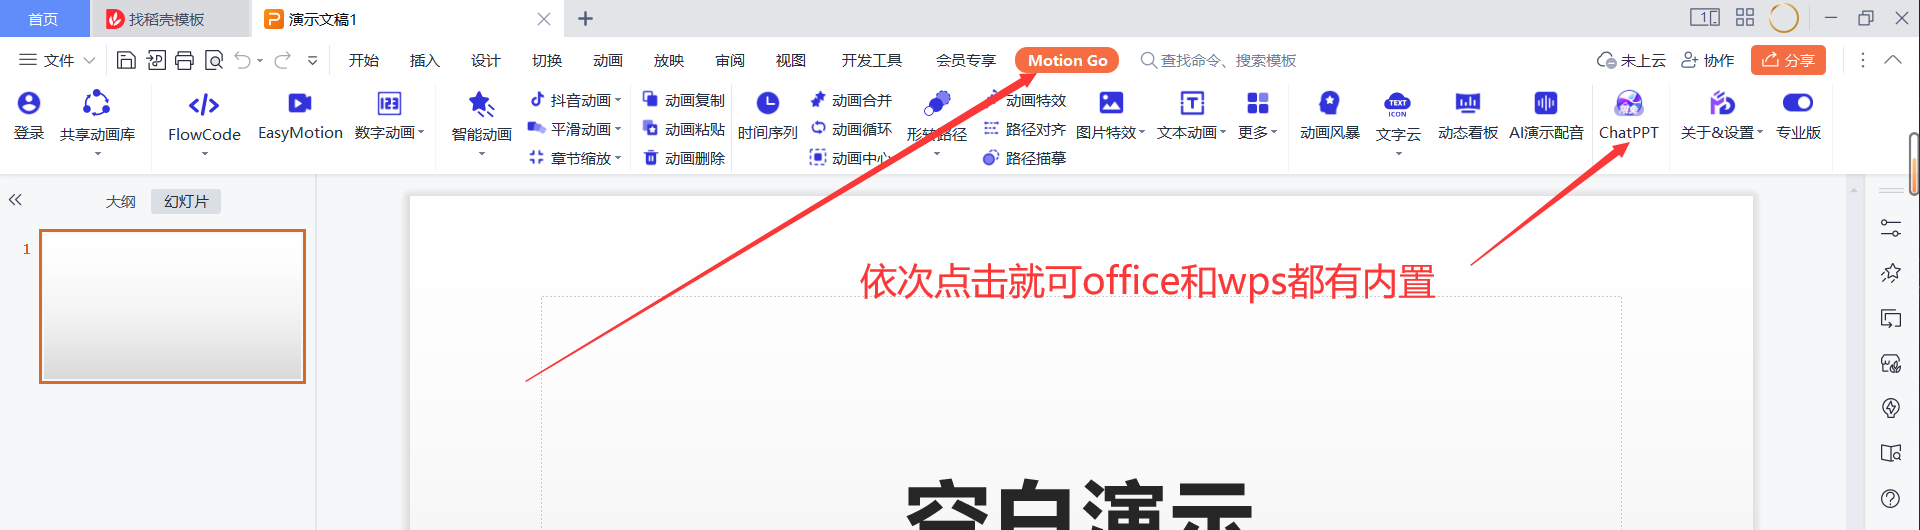 首页 找稻壳模板 演示文稿1
文件 开始 插入 设计 切换 动画 放映 审阅 视图 开发工具 会员专享 Motion Go 查找命令、搜索模板 未上云 协作 分享
登录
共享动画库
FlowCode
EasyMotion
123
数字动画
智能动画
抖音动画
平滑动画
章节缩放
动画复制
动画粘贴
动画删除
时间序列
动画合并
动画循环
动画中心
形转路径
动画特效
路径对齐
路径描摹
图片特效
文本动画
更多
动画风暴
TEXT
ICON
文字云
动态看板
AI演示配音
ChatPPT
关于&设置
专业版
大纲 幻灯片
1
依次点击就可office和wps都有内置
空白演示